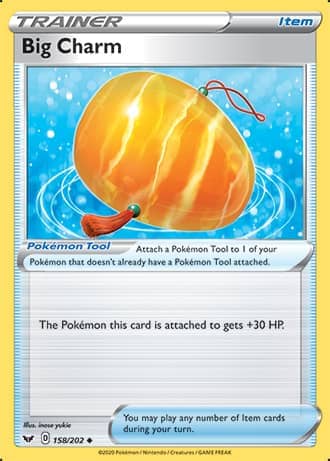 TRAINER Item
Big Charm
Pokémon Tool Attach a Pokémon Tool to 1 of your
Pokémon that doesn't already have a Pokémon Tool attached.
The Pokémon this card is attached to gets +30 HP.
Illus. inose yukie
D 158/202 ◆
You may play any number of Item cards
during your turn.
©2020 Pokémon / Nintendo / Creatures / GAME FREAK